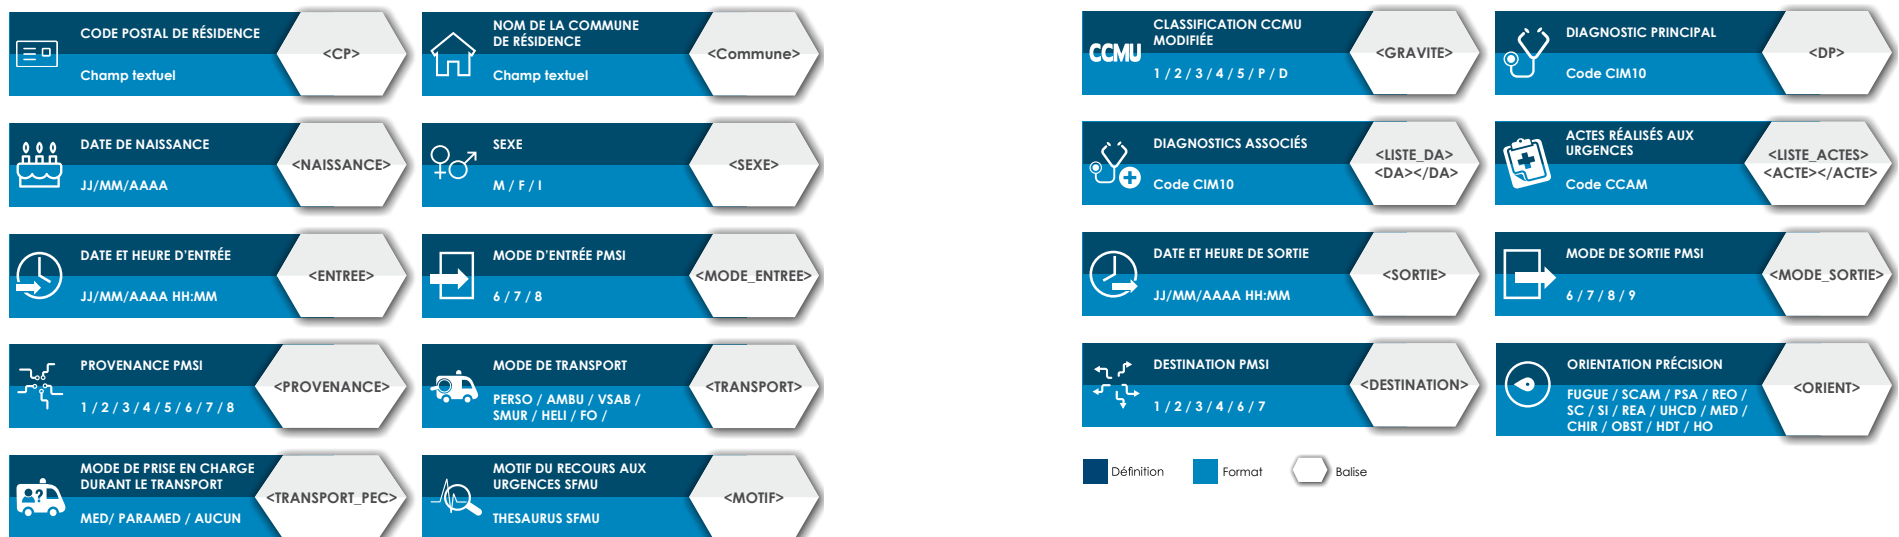 CODE POSTAL DE RÉSIDENCE
Champ textuel
<CP>
NOM DE LA COMMUNE
DE RÉSIDENCE
Champ textuel
<Commune>
DATE DE NAISSANCE
JJ/MM/AAAA
<NAISSANCE>
SEXE
M / F / I
<SEXE>
DATE ET HEURE D'ENTRÉE
JJ/MM/AAAA HH:MM
<ENTREE>
MODE D'ENTRÉE PMSI
6 / 7 / 8
<MODE_ENTREE>
PROVENANCE PMSI
1 / 2 / 3 / 4 / 5 / 6 / 7 / 8
<PROVENANCE>
MODE DE TRANSPORT
PERSO / AMBU / VSAB /
SMUR / HELI / FO /
<TRANSPORT>
MODE DE PRISE EN CHARGE
DURANT LE TRANSPORT
MED/ PARAMED / AUCUN
<TRANSPORT_PEC>
MOTIF DU RECOURS AUX
URGENCES SFMU
THESAURUS SFMU
<MOTIF>
CCMU
CLASSIFICATION CCMU
MODIFIÉE
1 / 2 / 3 / 4 / 5 / P / D
<GRAVITE>
DIAGNOSTIC PRINCIPAL
Code CIM10
<DP>
DIAGNOSTICS ASSOCIÉS
Code CIM10
<LISTE_DA>
<DA></DA>
ACTES RÉALISÉS AUX
URGENCES
Code CCAM
<LISTE_ACTES>
<ACTE></ACTE>
DATE ET HEURE DE SORTIE
JJ/MM/AAAA HH:MM
<SORTIE>
MODE DE SORTIE PMSI
6 / 7 / 8 / 9
<MODE_SORTIE>
DESTINATION PMSI
1 / 2 / 3 / 4 / 6 / 7
<DESTINATION>
ORIENTATION PRÉCISION
FUGUE / SCAM / PSA / REO /
SC / SI / REA / UHCD / MED /
CHIR / OBST / HDT / HO
<ORIENT>
Définition
Format
Balise